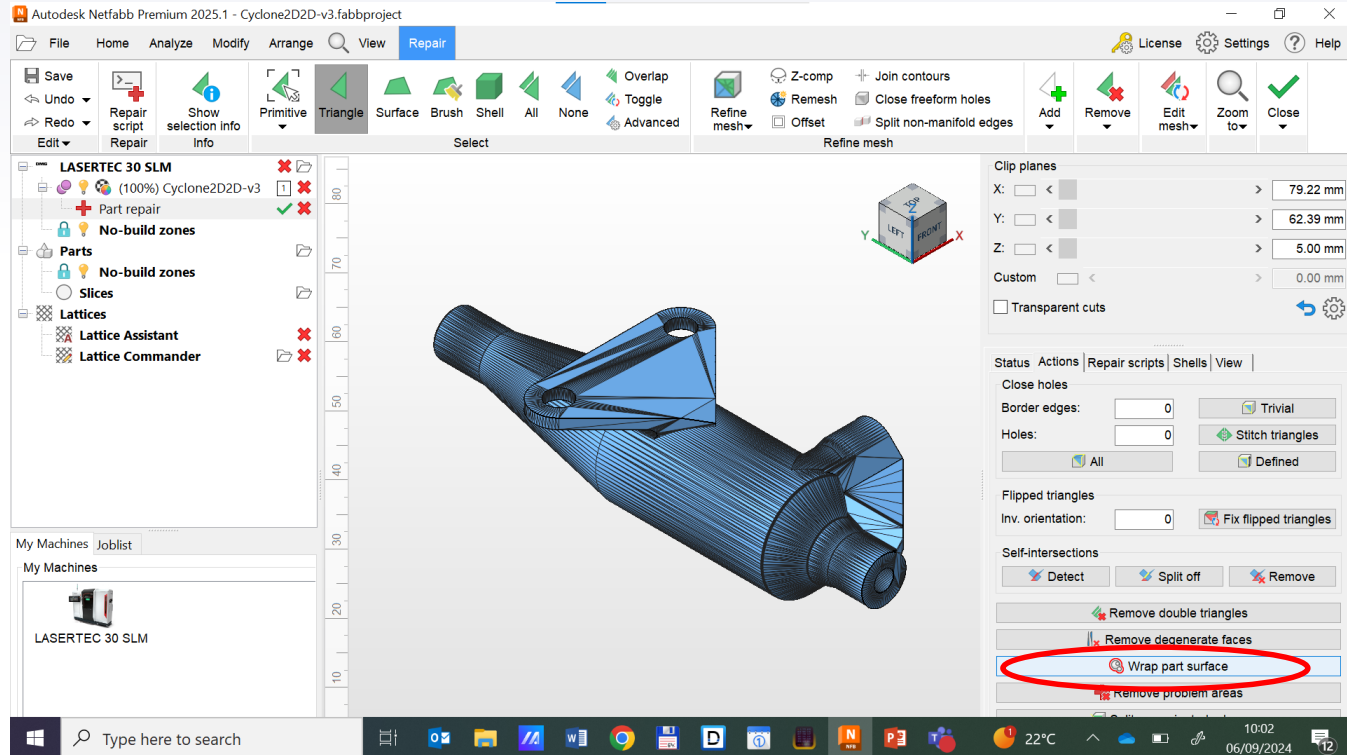 Autodesk Netfabb Premium 2025.1 - Cyclone2D2D-v3.fabbproject
File Home Analyze Modify Arrange View Repair License Settings Help
Save
Undo
Redo
Edit
Repair script
Repair
Show selection info
Info
Primitive
Triangle
Surface
Brush
Shell
All
None
Overlap
Toggle
Advanced
Select
Refine mesh
Z-comp
Remesh
Offset
Join contours
Close freeform holes
Split non-manifold edges
Refine mesh
Add
Remove
Edit mesh
Zoom to
Close
LASERTEC 30 SLM
(100%) Cyclone2D2D-v3 1
Part repair
No-build zones
Parts
No-build zones
Slices
Lattices
Lattice Assistant
Lattice Commander
My Machines Joblist
My Machines
LASERTEC 30 SLM
80
70
60
50
40
30
20
10
TOP
LEFT
FRONT
Z
Y
X
Clip planes
X: < > 79.22 mm
Y: < > 62.39 mm
Z: < > 5.00 mm
Custom < > 0.00 mm
Transparent cuts
Status Actions Repair scripts Shells View
Close holes
Border edges: 0 Trivial
Holes: 0 Stitch triangles
All Defined
Flipped triangles
Inv. orientation: 0 Fix flipped triangles
Self-intersections
Detect Split off Remove
Remove double triangles
Remove degenerate faces
Wrap part surface
Remove problem areas
Type here to search
22°C
10:02
06/09/2024
12